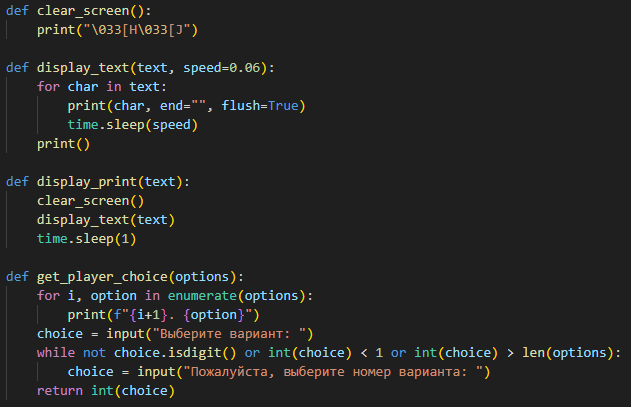 def clear_screen():
    print("\033[H\033[J")

def display_text(text, speed=0.06):
    for char in text:
        print(char, end="", flush=True)
        time.sleep(speed)
    print()

def display_print(text):
    clear_screen()
    display_text(text)
    time.sleep(1)

def get_player_choice(options):
    for i, option in enumerate(options):
        print(f"{i+1}. {option}")
    choice = input("Выберите вариант: ")
    while not choice.isdigit() or int(choice) < 1 or int(choice) > len(options):
        choice = input("Пожалуйста, выберите номер варианта: ")
    return int(choice)